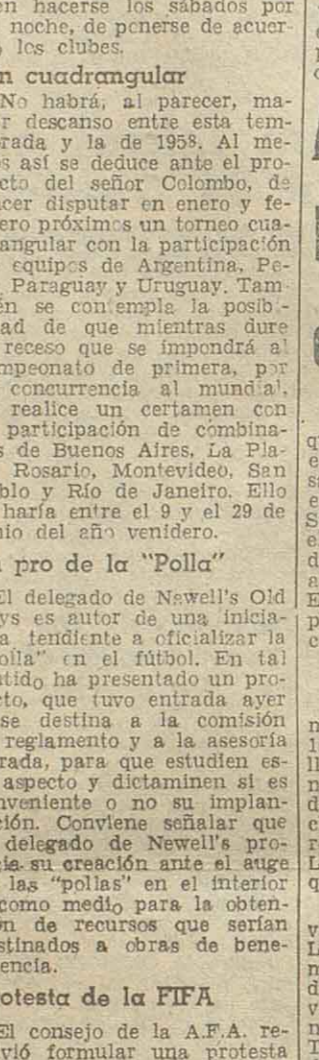 en hacerse los sábados por
noche, de penerse de acuer-
los clubes.
n cuadrangular
No habrá, al parecer, ma-
r descanso entre esta tem-
rada y la de 1958. Al me-
s así se deduce ante el pro-
cto del señor Colombo, de
cer disputar en enero y fe-
ero próximos un torneo cua-
angular con la participación
equipos de Argentina, Pe-
Paraguay y Uruguay. Tam-
én se contempla la posibi-
ad de que mientras dure
receso que se impondrá al
mpeonato de primera, por
concurrencia al mundial,
realice un certamen con
participación de combina-
s de Buenos Aires, La Pla-
Rosario, Montevideo, San
blo y Río de Janeiro. Ello
haría entre el 9 y el 29 de
nio del año venidero.
pro de la "Polla"
El delegado de Newell's Old
ys es autor de una inicia-
a tendiente a oficializar la
olla" en el fútbol. En tal
tido ha presentado un pro-
cto, que tuvo entrada ayer
se destina a la comisión
reglamento y a la asesoría
rada, para que estudien es-
aspecto y dictaminen si es
nveniente o no su implan-
ción. Conviene señalar que
delegado de Newell's pro-
cia su creación ante el auge
las "pollas" en el interior
como medio para la obten-
n de recursos que serían
stinados a obras de bene-
encia.
otesta de la FIFA
El consejo de la A.F.A. re-
vió formular una protesta